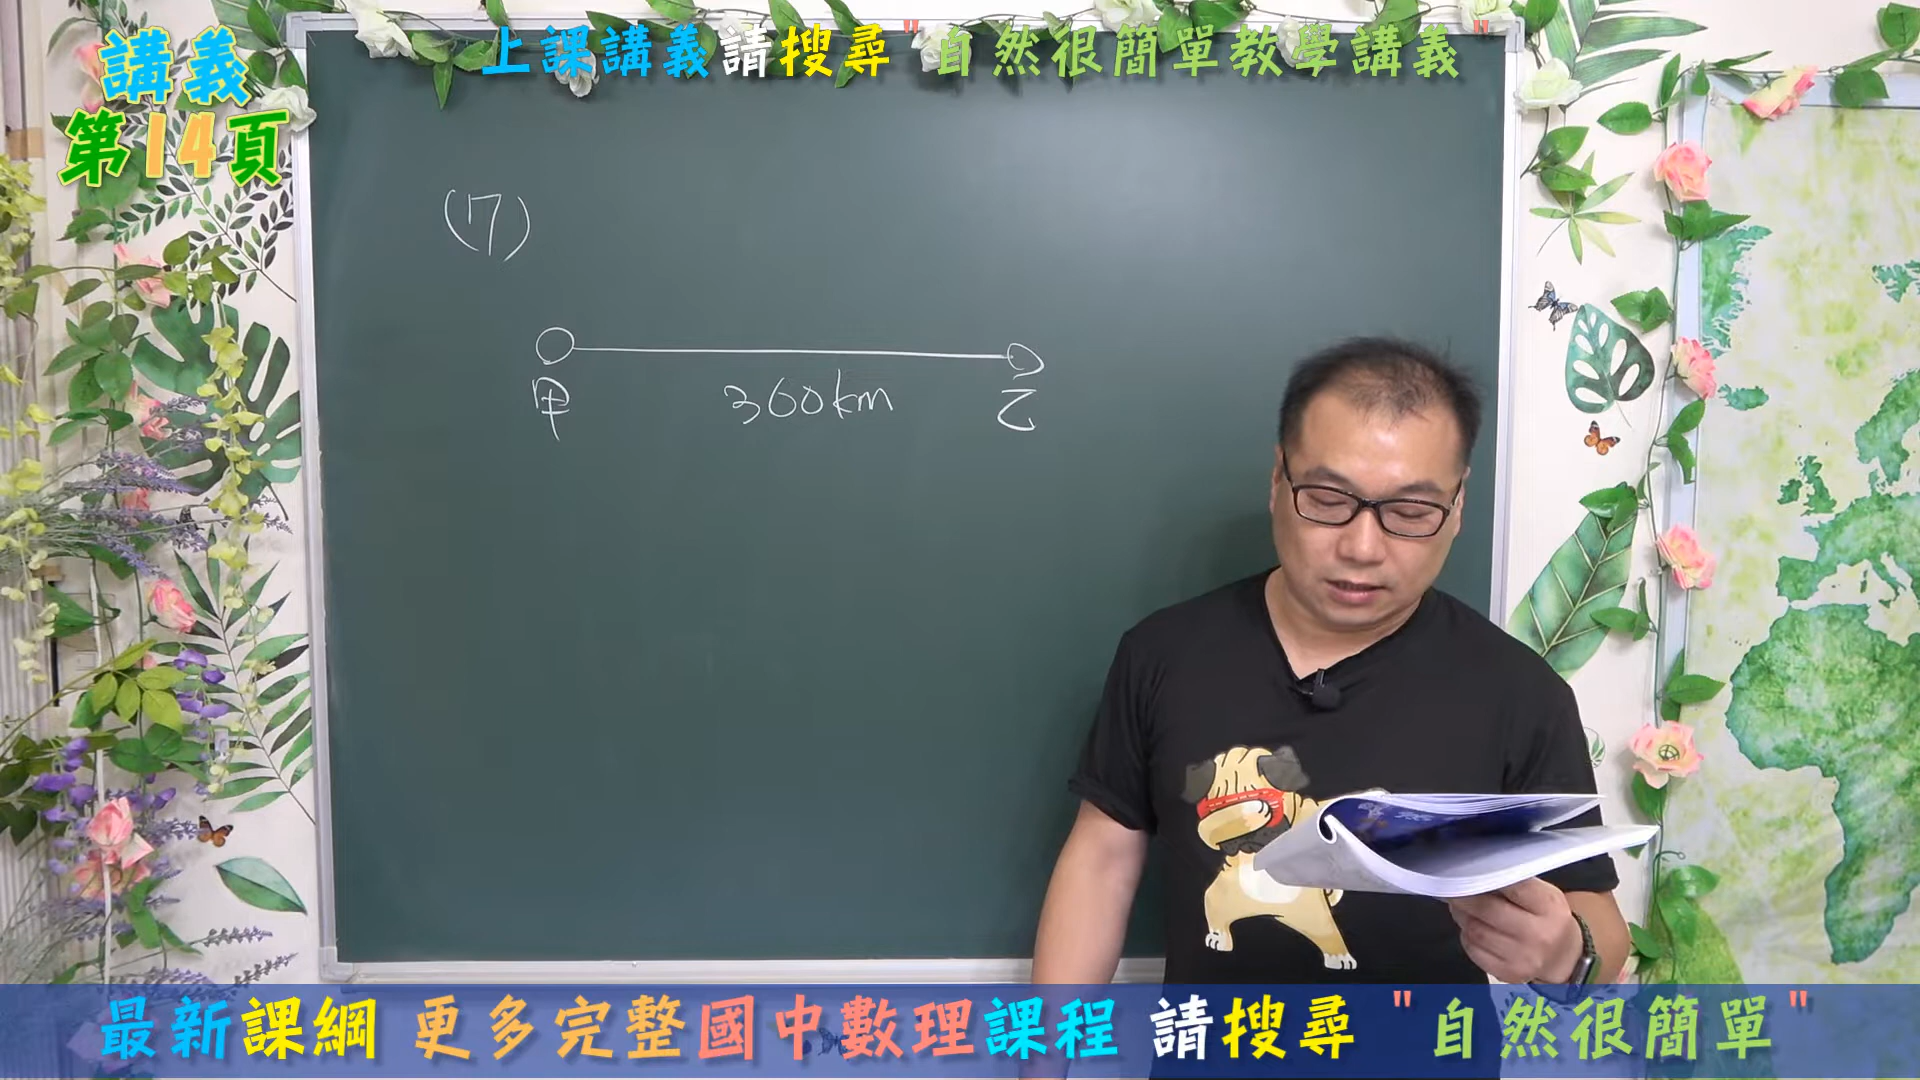 上課講義請搜尋"自然很簡單教學講義"
講義
第14頁
(17)
甲 300km 乙
最新課綱 更多完整國中數理課程 請搜尋 "自然很簡單"